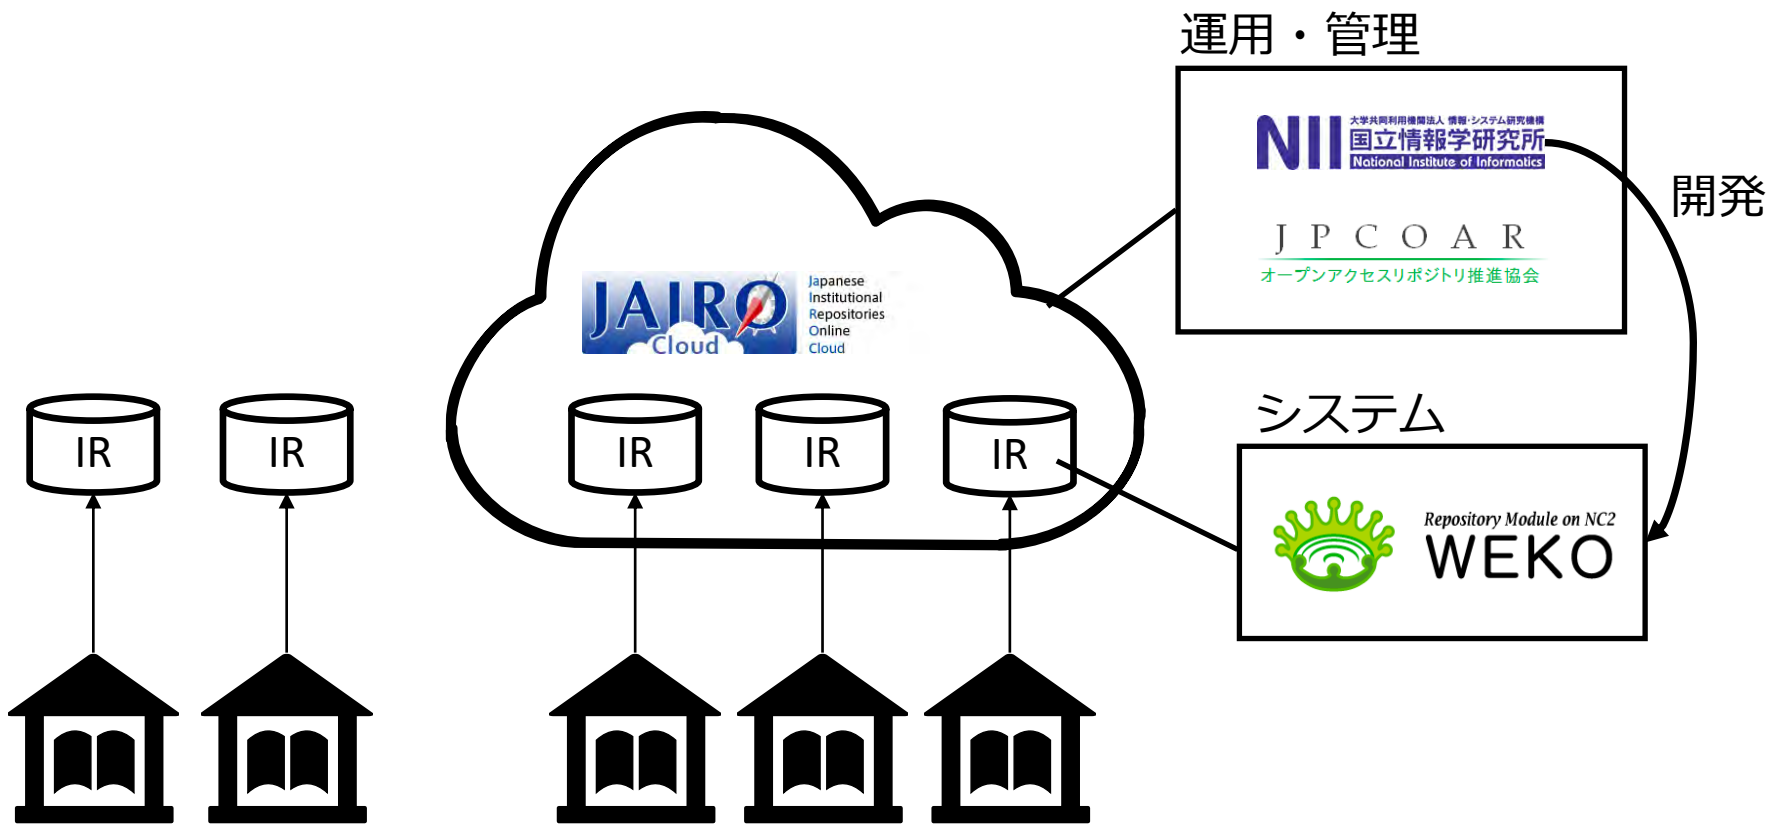 運用・管理
大学共同利用機関法人 情報・システム研究機構
NII 国立情報学研究所
National Institute of Informatics
開発
JPCOAR
オープンアクセスリポジトリ推進協会
JAIRO
Cloud
Japanese
Institutional
Repositories
Online
Cloud
システム
IR
IR
IR
IR
IR
Repository Module on NC2
WEKO